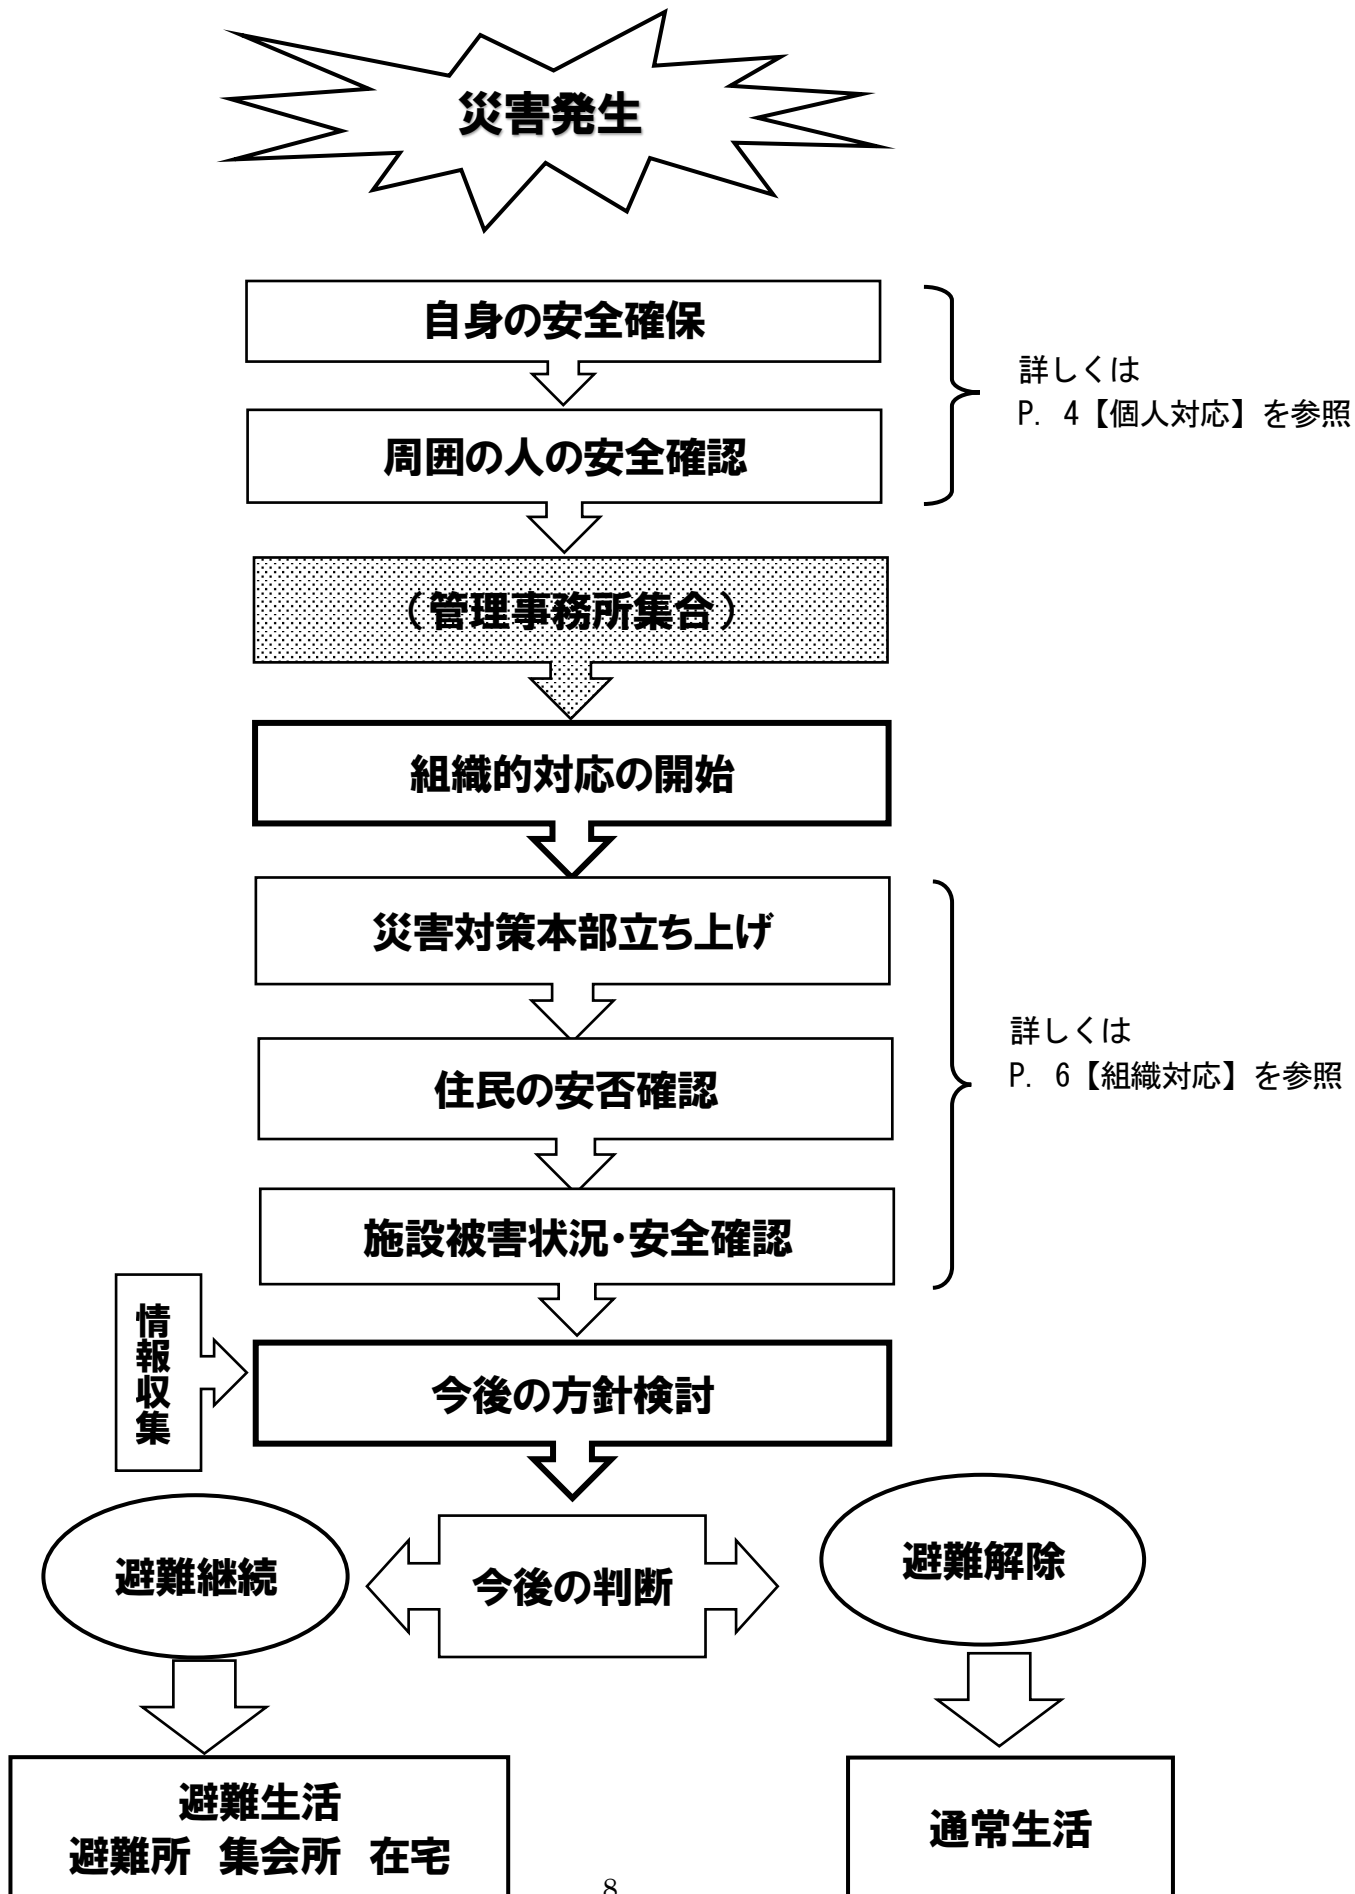 災害発生
自身の安全確保
詳しくは
P. 4【個人対応】を参照
周囲の人の安全確認
（管理事務所集合）
組織的対応の開始
災害対策本部立ち上げ
詳しくは
P. 6【組織対応】を参照
住民の安否確認
施設被害状況・安全確認
情報収集
今後の方針検討
避難継続
今後の判断
避難解除
避難生活
避難所 集会所 在宅
通常生活
8